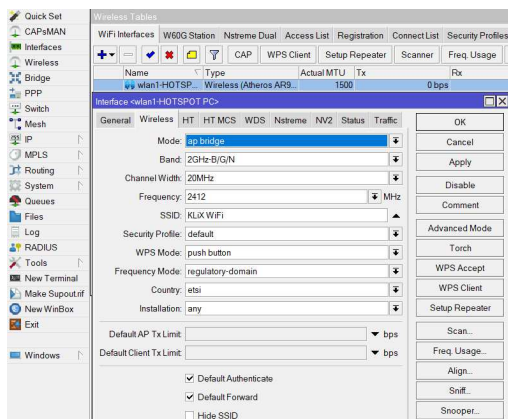 Quick Set
CAPsMAN
Interfaces
Wireless
Bridge
PPP
Switch
Mesh
IP
MPLS
Routing
System
Queues
Files
Log
RADIUS
Tools
New Terminal
Make Supout.rif
New WinBox
Exit
Windows
Wireless Tables
WiFi Interfaces W60G Station Nstreme Dual Access List Registration Connect List Security Profiles
CAP WPS Client Setup Repeater Scanner Freq. Usage
Name Type Actual MTU Tx Rx
wlan1-HOTSP... Wireless (Atheros AR9... 1500 0 bps
Interface <wlan1-HOTSPOT PC>
General Wireless HT HT MCS WDS Nstreme NV2 Status Traffic
Mode: ap bridge
Band: 2GHz-B/G/N
Channel Width: 20MHz
Frequency: 2412 MHz
SSID: KLiX WiFi
Security Profile: default
WPS Mode: push button
Frequency Mode: regulatory-domain
Country: etsi
Installation: any
Default AP Tx Limit: bps
Default Client Tx Limit: bps
Default Authenticate
Default Forward
Hide SSID
OK
Cancel
Apply
Disable
Comment
Advanced Mode
Torch
WPS Accept
WPS Client
Setup Repeater
Scan...
Freq. Usage...
Align...
Sniff...
Snooper...